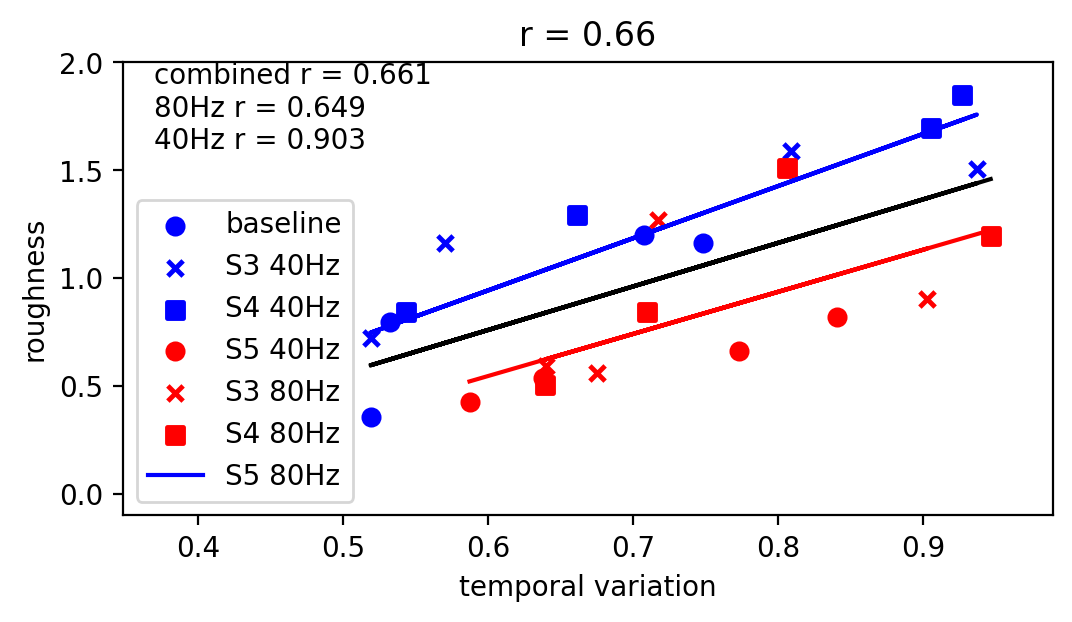 r = 0.66
combined r = 0.661
80Hz r = 0.649
40Hz r = 0.903
baseline
S3 40Hz
S4 40Hz
S5 40Hz
S3 80Hz
S4 80Hz
S5 80Hz
roughness
2.0
1.5
1.0
0.5
0.0
0.4 0.5 0.6 0.7 0.8 0.9
temporal variation